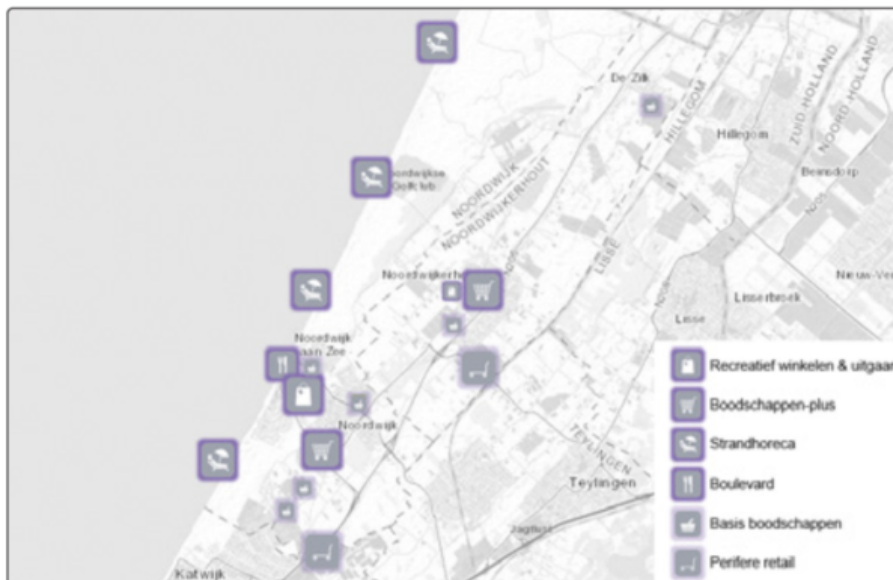 De Zilk
HILLEGOM
Hillegom
ZUID HOLLAND
NOORD HOLLAND
Golfclub
NOORDWIJK
NOORDWIJKERHOUT
LISSE
Lisserbroek
Lisse
Noordwijk
aan Zee
Noordwijk
TEYLINGEN
Teylingen
Katwijk
Recreatief winkelen & uitgaan
Boodschappen-plus
Strandhoreca
Boulevard
Basis boodschappen
Perifere retail